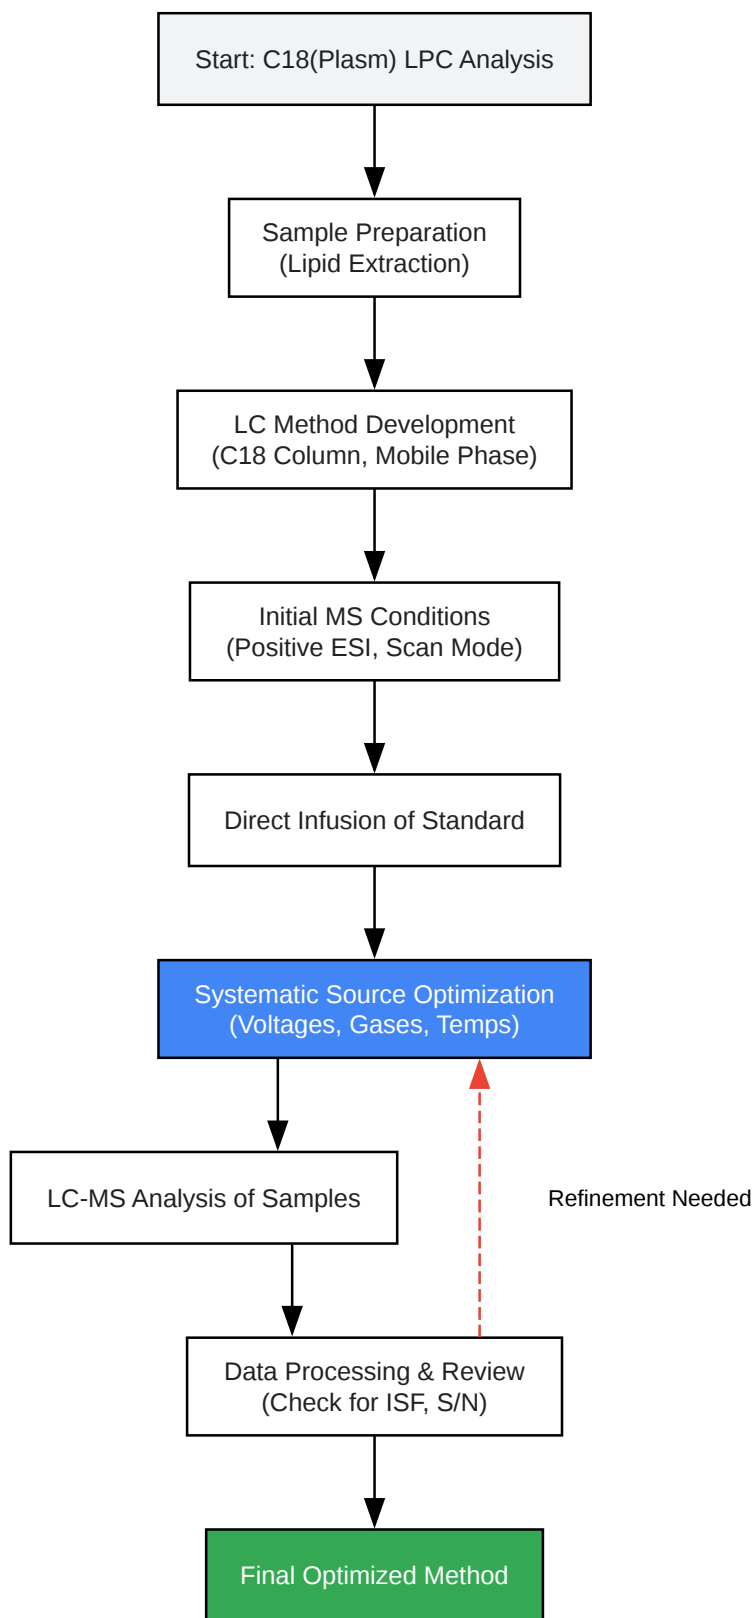 Start: C18(Plasm) LPC Analysis
Sample Preparation
(Lipid Extraction)
LC Method Development
(C18 Column, Mobile Phase)
Initial MS Conditions
(Positive ESI, Scan Mode)
Direct Infusion of Standard
Systematic Source Optimization
(Voltages, Gases, Temps)
LC-MS Analysis of Samples
Refinement Needed
Data Processing & Review
(Check for ISF, S/N)
Final Optimized Method